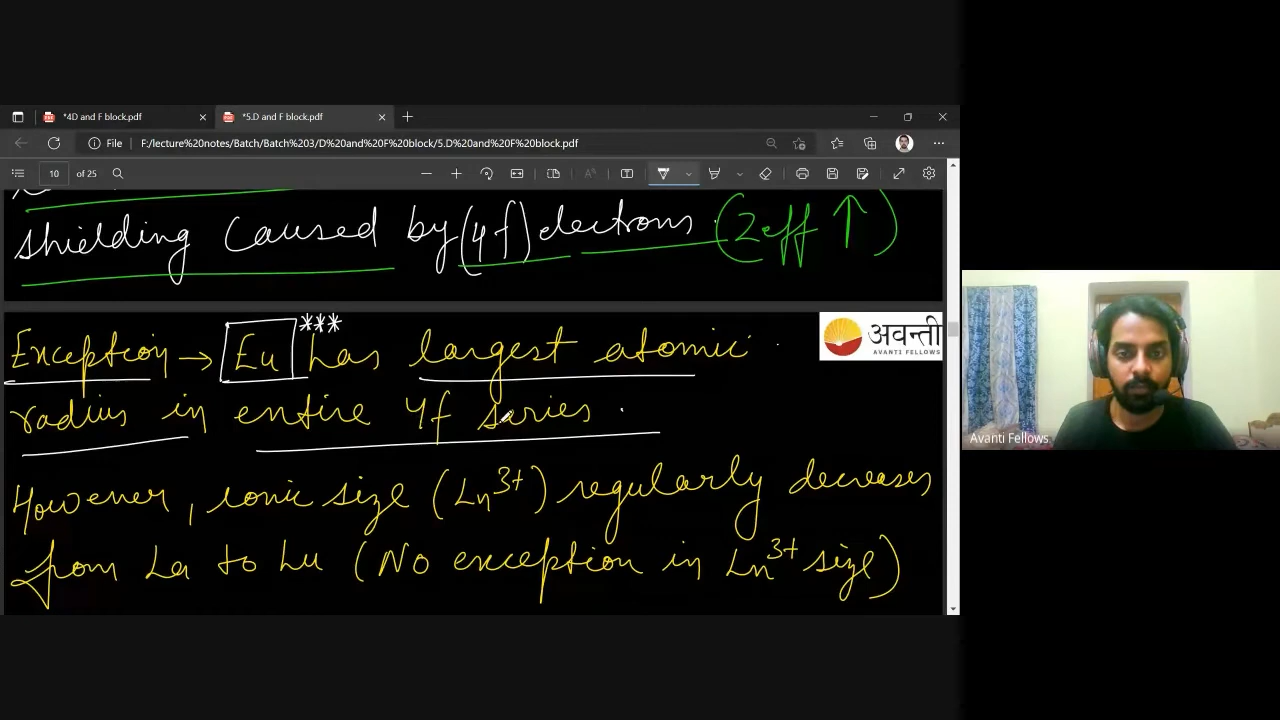 *4D and F block.pdf
*5.D and F block.pdf
File
F:/lecture%20notes/Batch/Batch%203/D%20and%20F%20block/5.D%20and%20F%20block.pdf
10 of 25
shielding caused by (4f) electrons (Zeff ↑)
अवन्ती
AVANTI FELLOWS
Exception → Eu*** has largest atomic
radius in entire 4f series.
However, ionic size (Ln³⁺) regularly decreases
from La to Lu (No exception in Ln³⁺ size)
Avanti Fellows